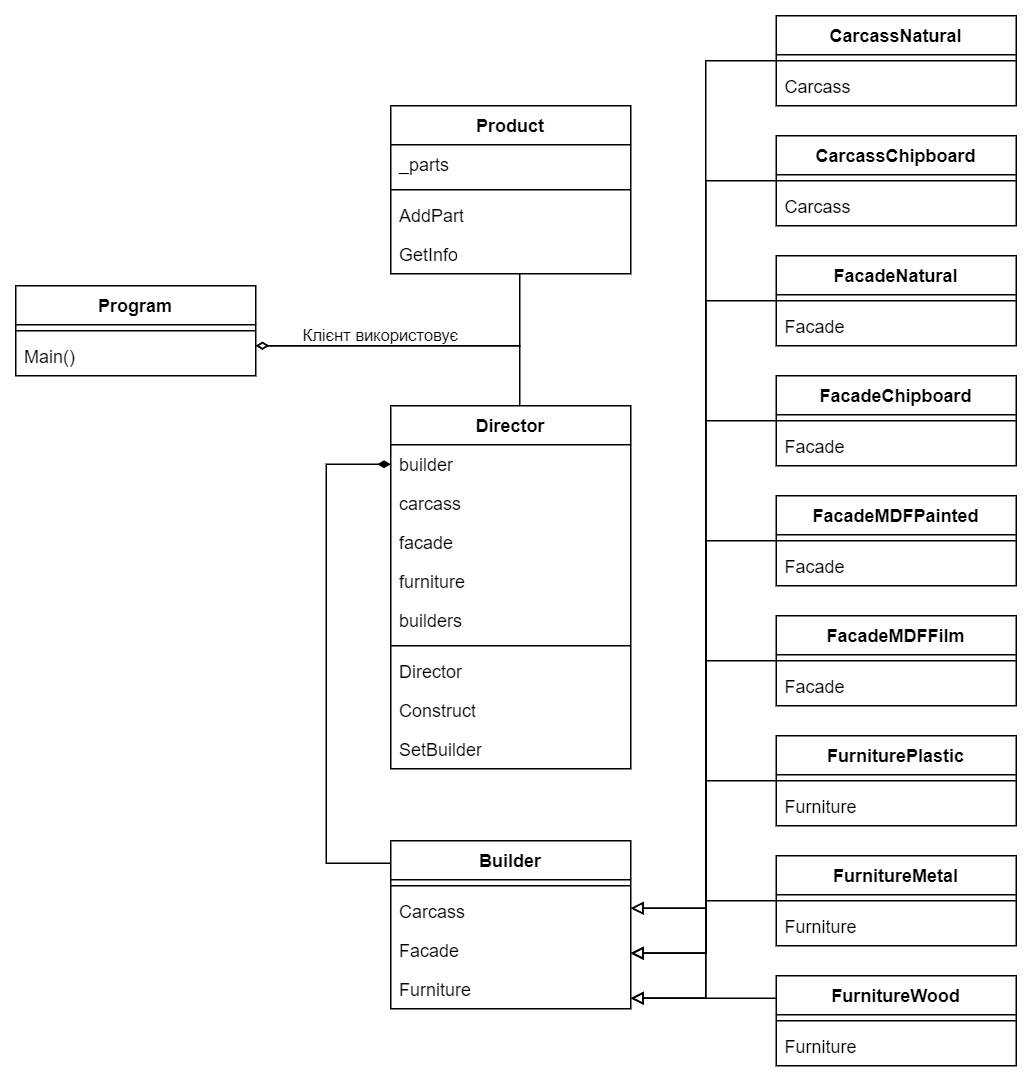 Program
Main()
Клієнт використовує
Product
_parts
AddPart
GetInfo
Director
builder
carcass
facade
furniture
builders
Director
Construct
SetBuilder
Builder
Carcass
Facade
Furniture
CarcassNatural
Carcass
CarcassChipboard
Carcass
FacadeNatural
Facade
FacadeChipboard
Facade
FacadeMDFPainted
Facade
FacadeMDFFilm
Facade
FurniturePlastic
Furniture
FurnitureMetal
Furniture
FurnitureWood
Furniture